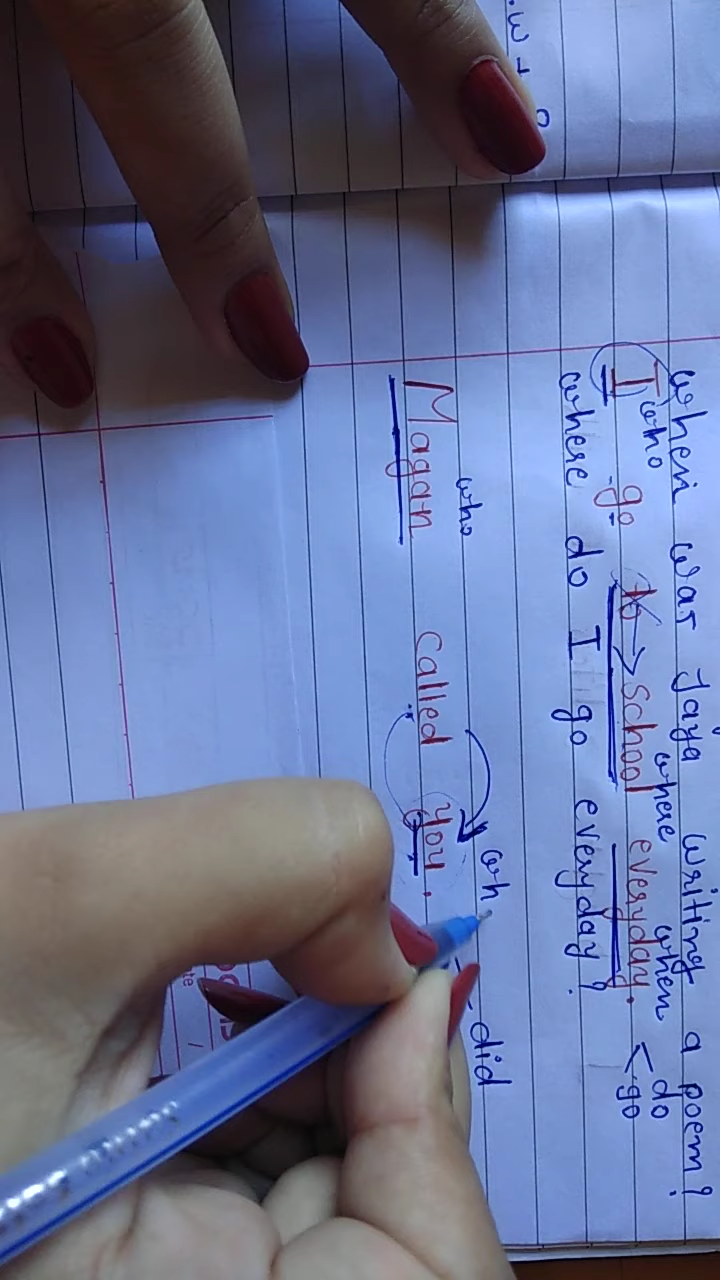 when was Jaya writing a poem?
who where when do
I go to → school everyday. < go
where do I go everyday?
who wh
Magan called you. did